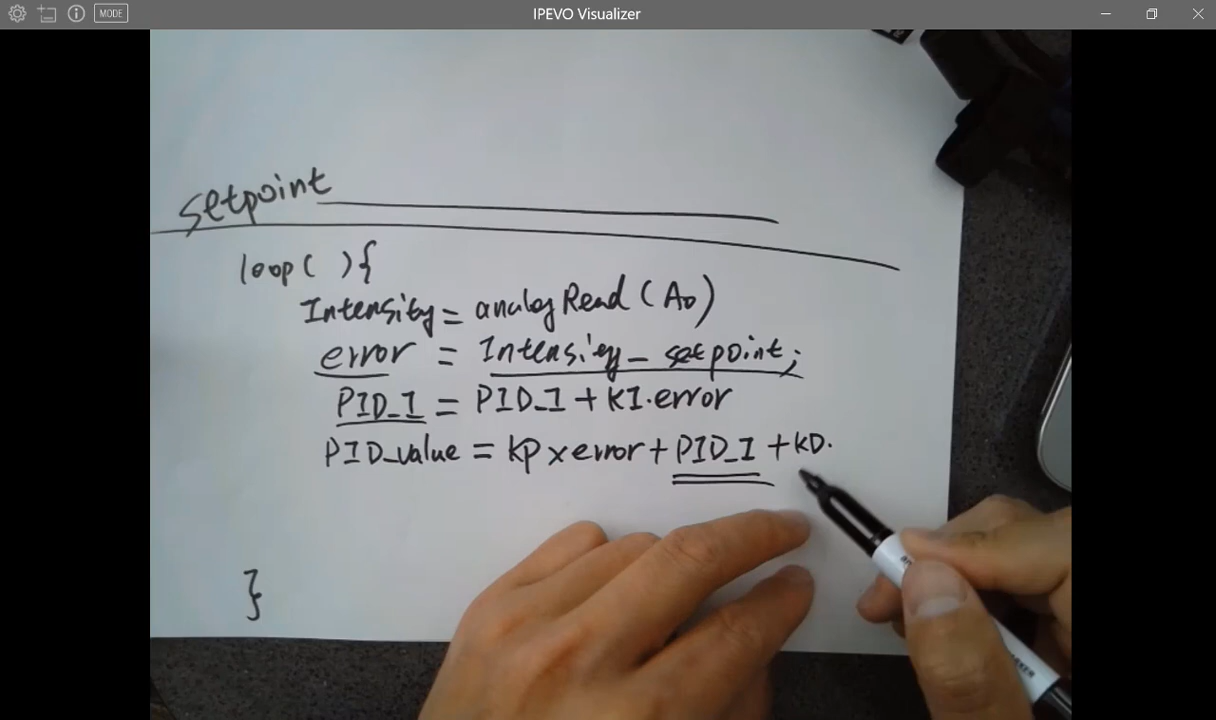 MODE
IPEVO Visualizer
setpoint
loop( ){
Intensity = analogRead(A0)
error = Intensity - setpoint;
PID_I = PID_I + KI.error
PID_value = KP x error + PID_I + KD.
}